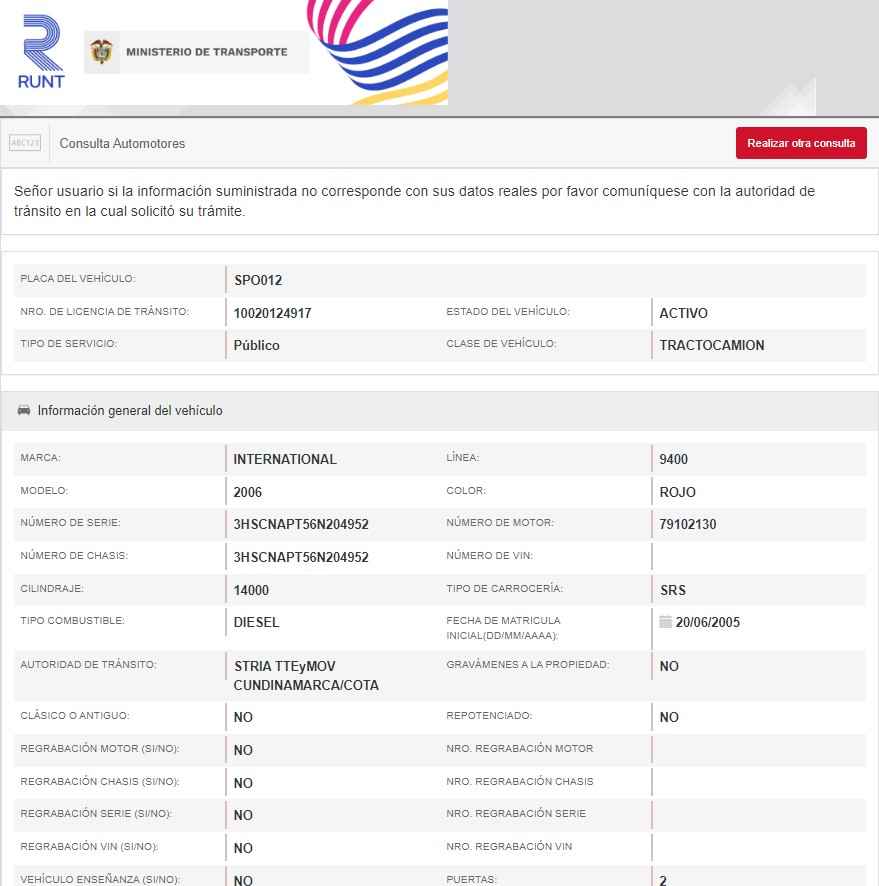 RUNT
MINISTERIO DE TRANSPORTE
ABC123
Consulta Automotores
Realizar otra consulta
Señor usuario si la información suministrada no corresponde con sus datos reales por favor comuníquese con la autoridad de
tránsito en la cual solicitó su trámite.
PLACA DEL VEHÍCULO: SPO012
NRO. DE LICENCIA DE TRÁNSITO: 10020124917 ESTADO DEL VEHÍCULO: ACTIVO
TIPO DE SERVICIO: Público CLASE DE VEHÍCULO: TRACTOCAMION
Información general del vehículo
MARCA: INTERNATIONAL LÍNEA: 9400
MODELO: 2006 COLOR: ROJO
NÚMERO DE SERIE: 3HSCNAPT56N204952 NÚMERO DE MOTOR: 79102130
NÚMERO DE CHASIS: 3HSCNAPT56N204952 NÚMERO DE VIN:
CILINDRAJE: 14000 TIPO DE CARROCERÍA: SRS
TIPO COMBUSTIBLE: DIESEL FECHA DE MATRICULA
INICIAL(DD/MM/AAAA): 20/06/2005
AUTORIDAD DE TRÁNSITO: STRIA TTEyMOV
CUNDINAMARCA/COTA GRAVÁMENES A LA PROPIEDAD: NO
CLÁSICO O ANTIGUO: NO REPOTENCIADO: NO
REGRABACIÓN MOTOR (SI/NO): NO NRO. REGRABACIÓN MOTOR
REGRABACIÓN CHASIS (SI/NO): NO NRO. REGRABACIÓN CHASIS
REGRABACIÓN SERIE (SI/NO): NO NRO. REGRABACIÓN SERIE
REGRABACIÓN VIN (SI/NO): NO NRO. REGRABACIÓN VIN
VEHÍCULO ENSEÑANZA (SI/NO): NO PUERTAS: 2